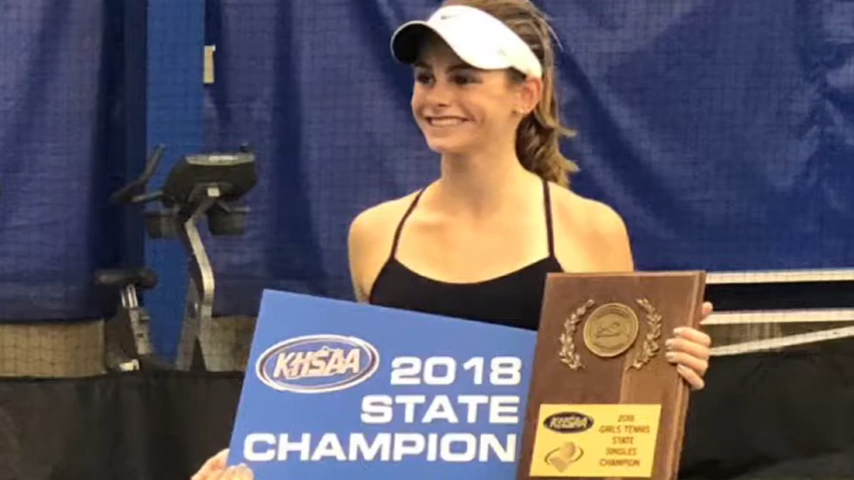 KHSAA
2018
STATE
CHAMPION
KHSAA
2018
GIRLS TENNIS
STATE
SINGLES
CHAMPION